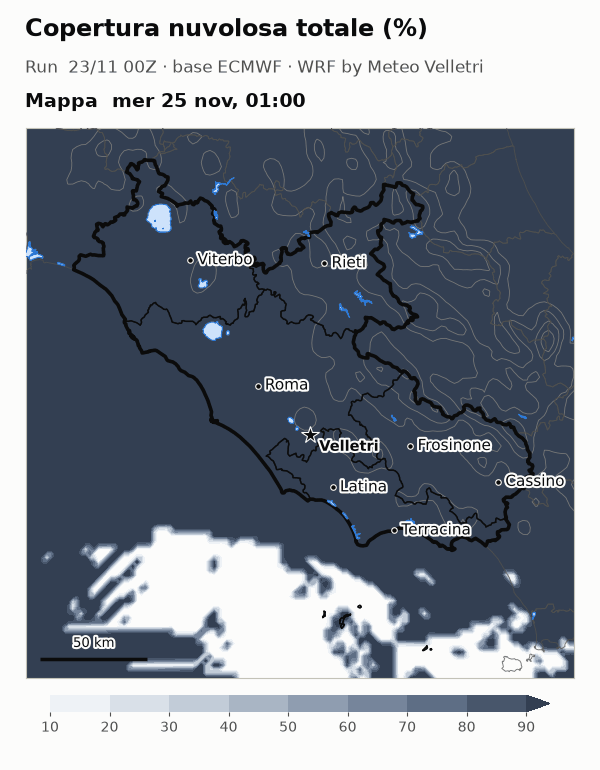 Copertura nuvolosa totale (%)
Run 23/11 00Z · base ECMWF · WRF by Meteo Velletri
Mappa mer 25 nov, 01:00
Viterbo
Rieti
Roma
Velletri
Frosinone
Cassino
Latina
Terracina
50 km
10 20 30 40 50 60 70 80 90